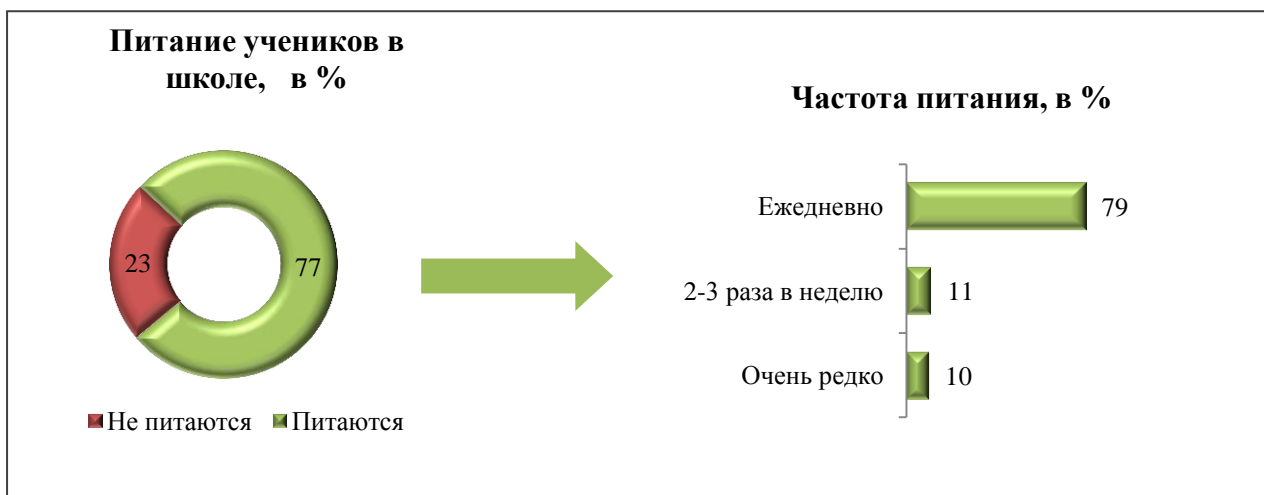 Питание учеников в
школе, в %
23
77
Не питаются
Питаются
Частота питания, в %
Ежедневно
79
2-3 раза в неделю
11
Очень редко
10